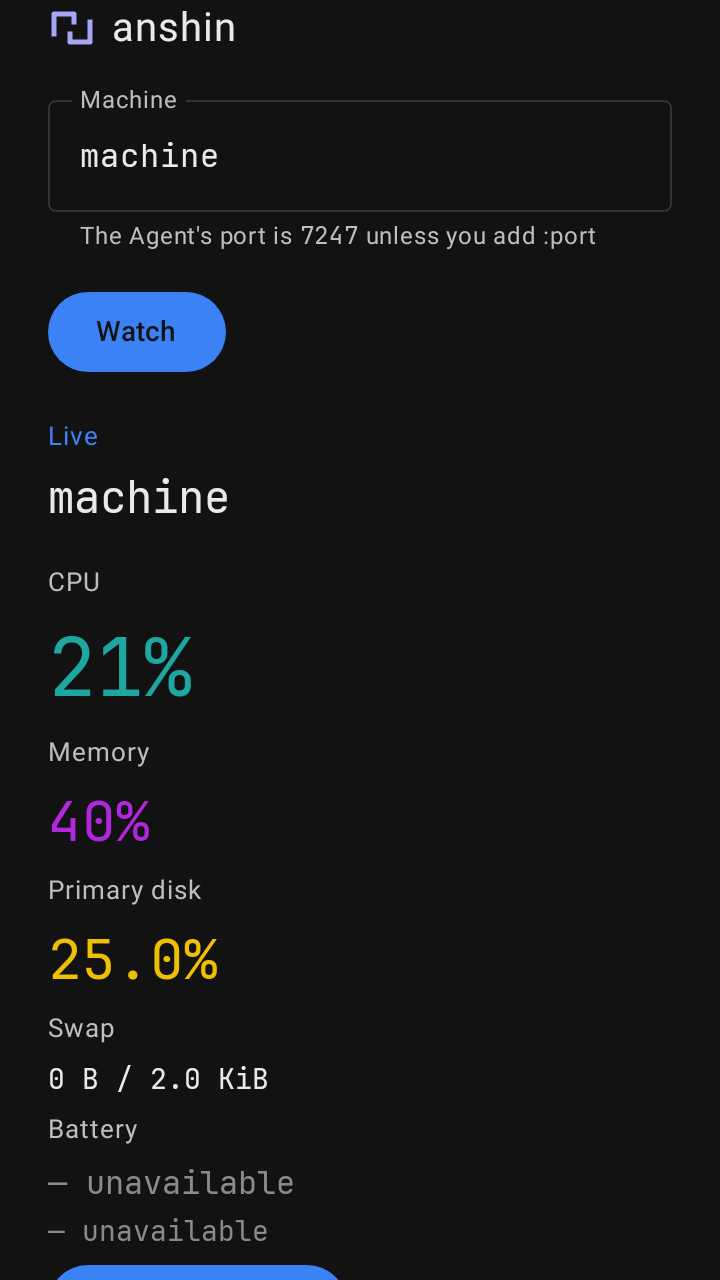 anshin
Machine
machine
The Agent's port is 7247 unless you add :port
Watch
Live
machine
CPU
21%
Memory
40%
Primary disk
25.0%
Swap
0 B / 2.0 KiB
Battery
— unavailable
— unavailable